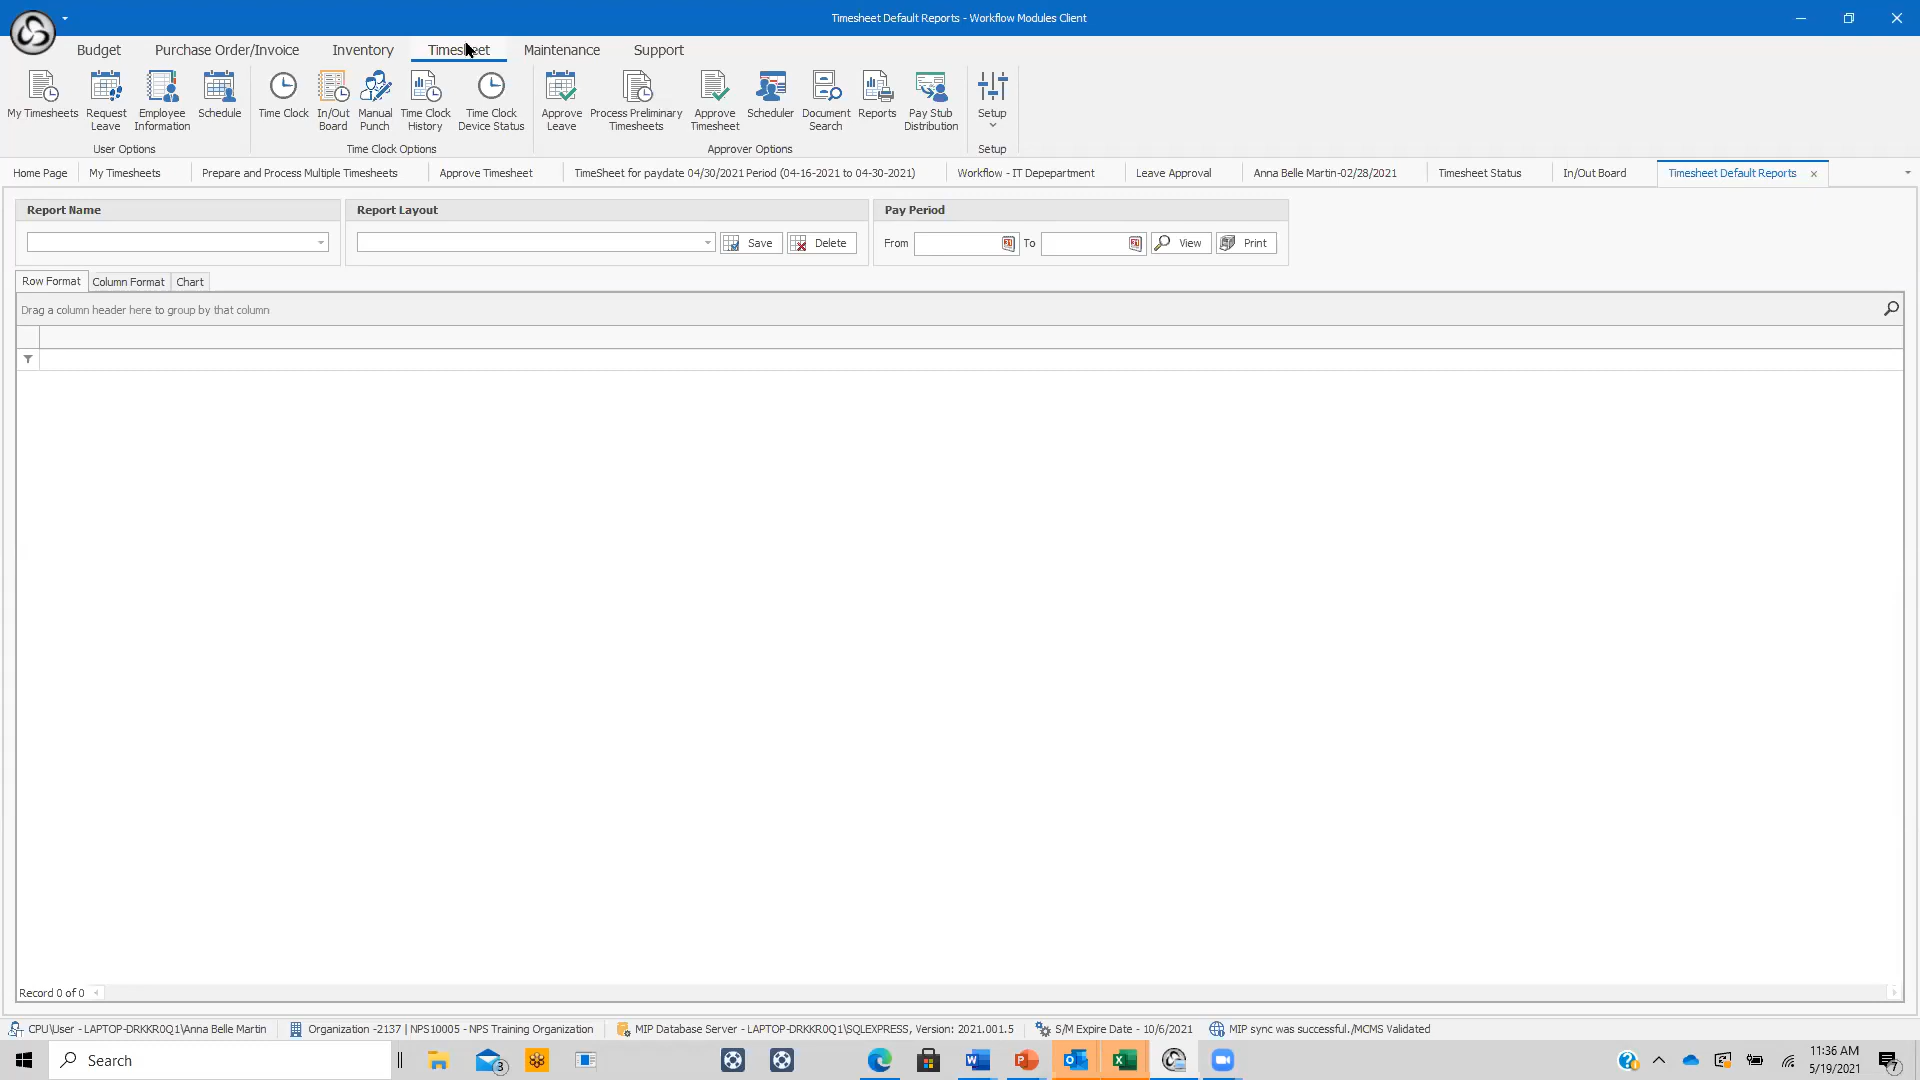 Timesheet Default Reports - Workflow Modules Client
Budget Purchase Order/Invoice Inventory Timesheet Maintenance Support
My Timesheets Request Leave Employee Information Schedule Time Clock In/Out Board Manual Punch Time Clock History Time Clock Device Status Approve Leave Process Preliminary Timesheets Approve Timesheet Scheduler Document Search Reports Pay Stub Distribution Setup
User Options Time Clock Options Approver Options Setup
Home Page My Timesheets Prepare and Process Multiple Timesheets Approve Timesheet TimeSheet for paydate 04/30/2021 Period (04-16-2021 to 04-30-2021) Workflow - IT Depepartment Leave Approval Anna Belle Martin-02/28/2021 Timesheet Status In/Out Board Timesheet Default Reports x
Report Name Report Layout Pay Period
Save Delete From To View Print
Row Format Column Format Chart
Drag a column header here to group by that column
Record 0 of 0
CPU\User - LAPTOP-DRKKR0Q1\Anna Belle Martin Organization -2137 | NPS10005 - NPS Training Organization MIP Database Server - LAPTOP-DRKKR0Q1\SQLEXPRESS, Version: 2021.001.5 S/M Expire Date - 10/6/2021 MIP sync was successful./MCMS Validated
Search 3 11:36 AM
5/19/2021 7